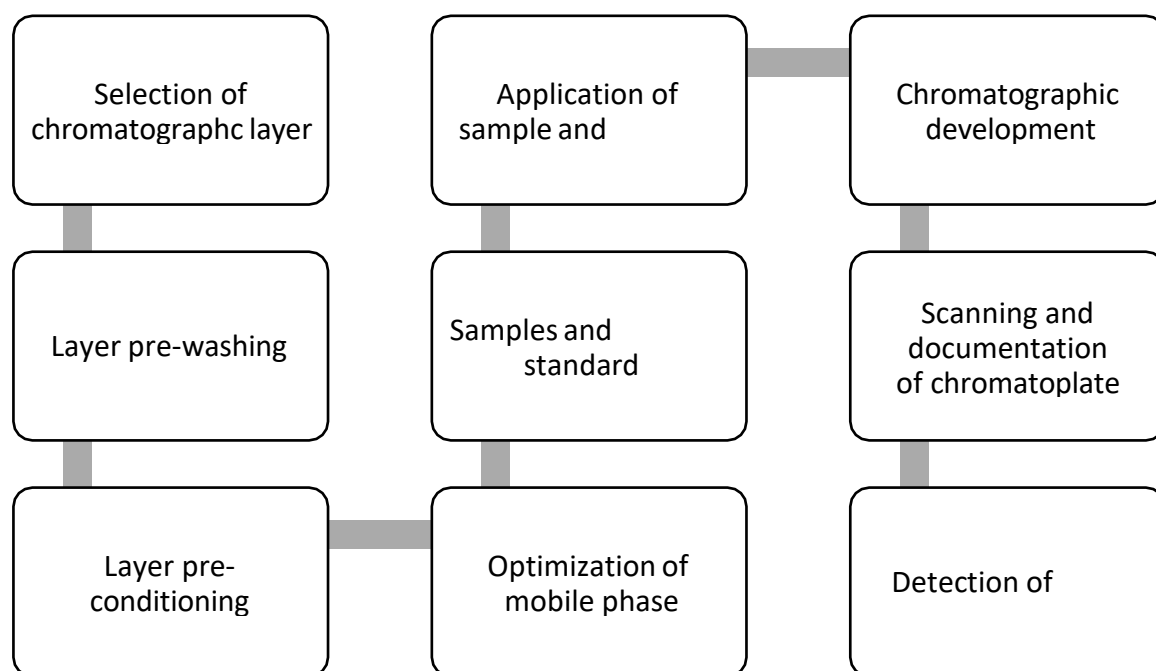 Selection of
chromatographc layer
Layer pre-washing
Layer pre-
conditioning
Optimization of
mobile phase
Samples and
standard
Application of
sample and
Chromatographic
development
Scanning and
documentation
of chromatoplate
Detection of